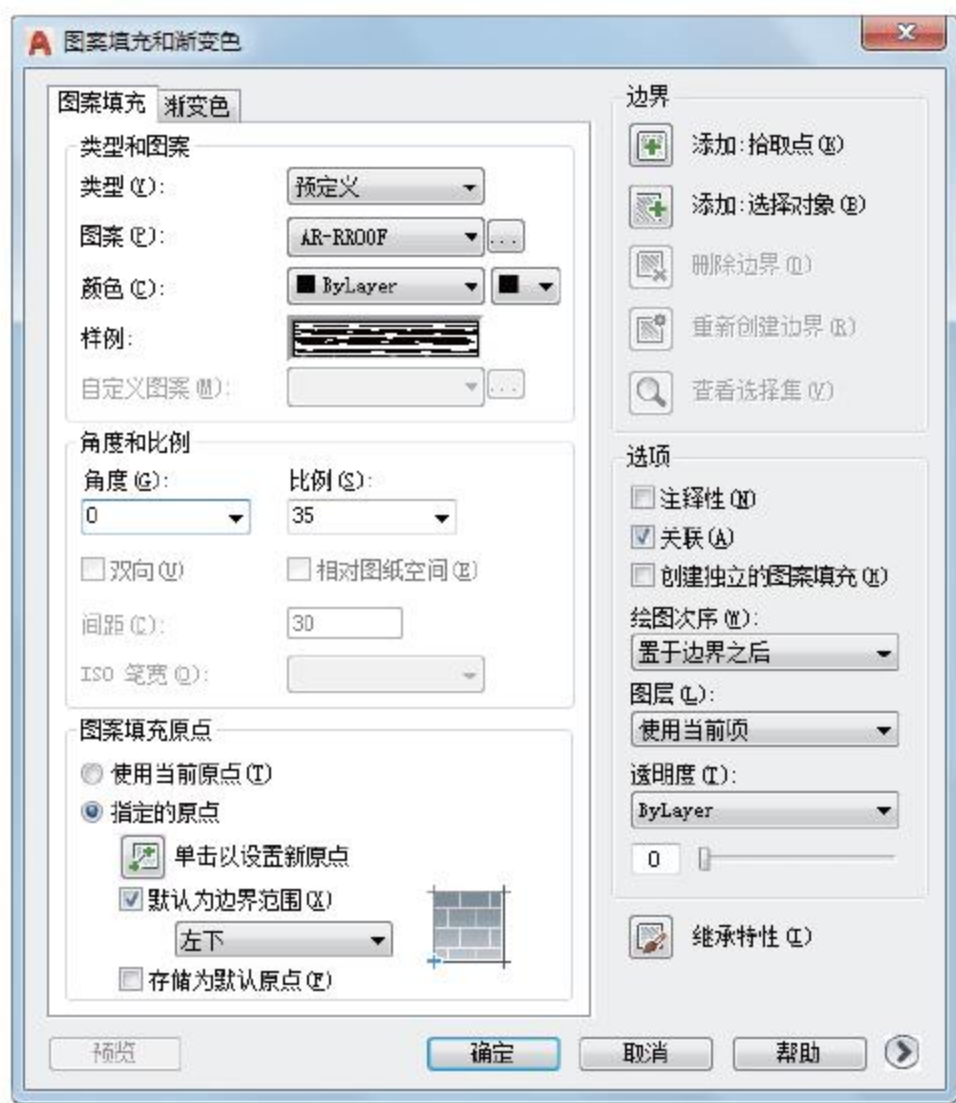 图案填充和渐变色
图案填充 渐变色
类型和图案
类型(Y):
预定义
图案(P):
AR-RROOF
...
颜色(C):
ByLayer
样例:
自定义图案(M):
...
角度和比例
角度(G):
比例(S):
0
35
双向(U)
相对图纸空间(E)
间距(C):
30
ISO 笔宽(O):
图案填充原点
使用当前原点(T)
指定的原点
单击以设置新原点
默认为边界范围(X)
左下
存储为默认原点(F)
边界
添加:拾取点(K)
添加:选择对象(B)
删除边界(D)
重新创建边界(R)
查看选择集(V)
选项
注释性(N)
关联(A)
创建独立的图案填充(H)
绘图次序(W):
置于边界之后
图层(L):
使用当前项
透明度(T):
ByLayer
0
继承特性(I)
预览
确定
取消
帮助